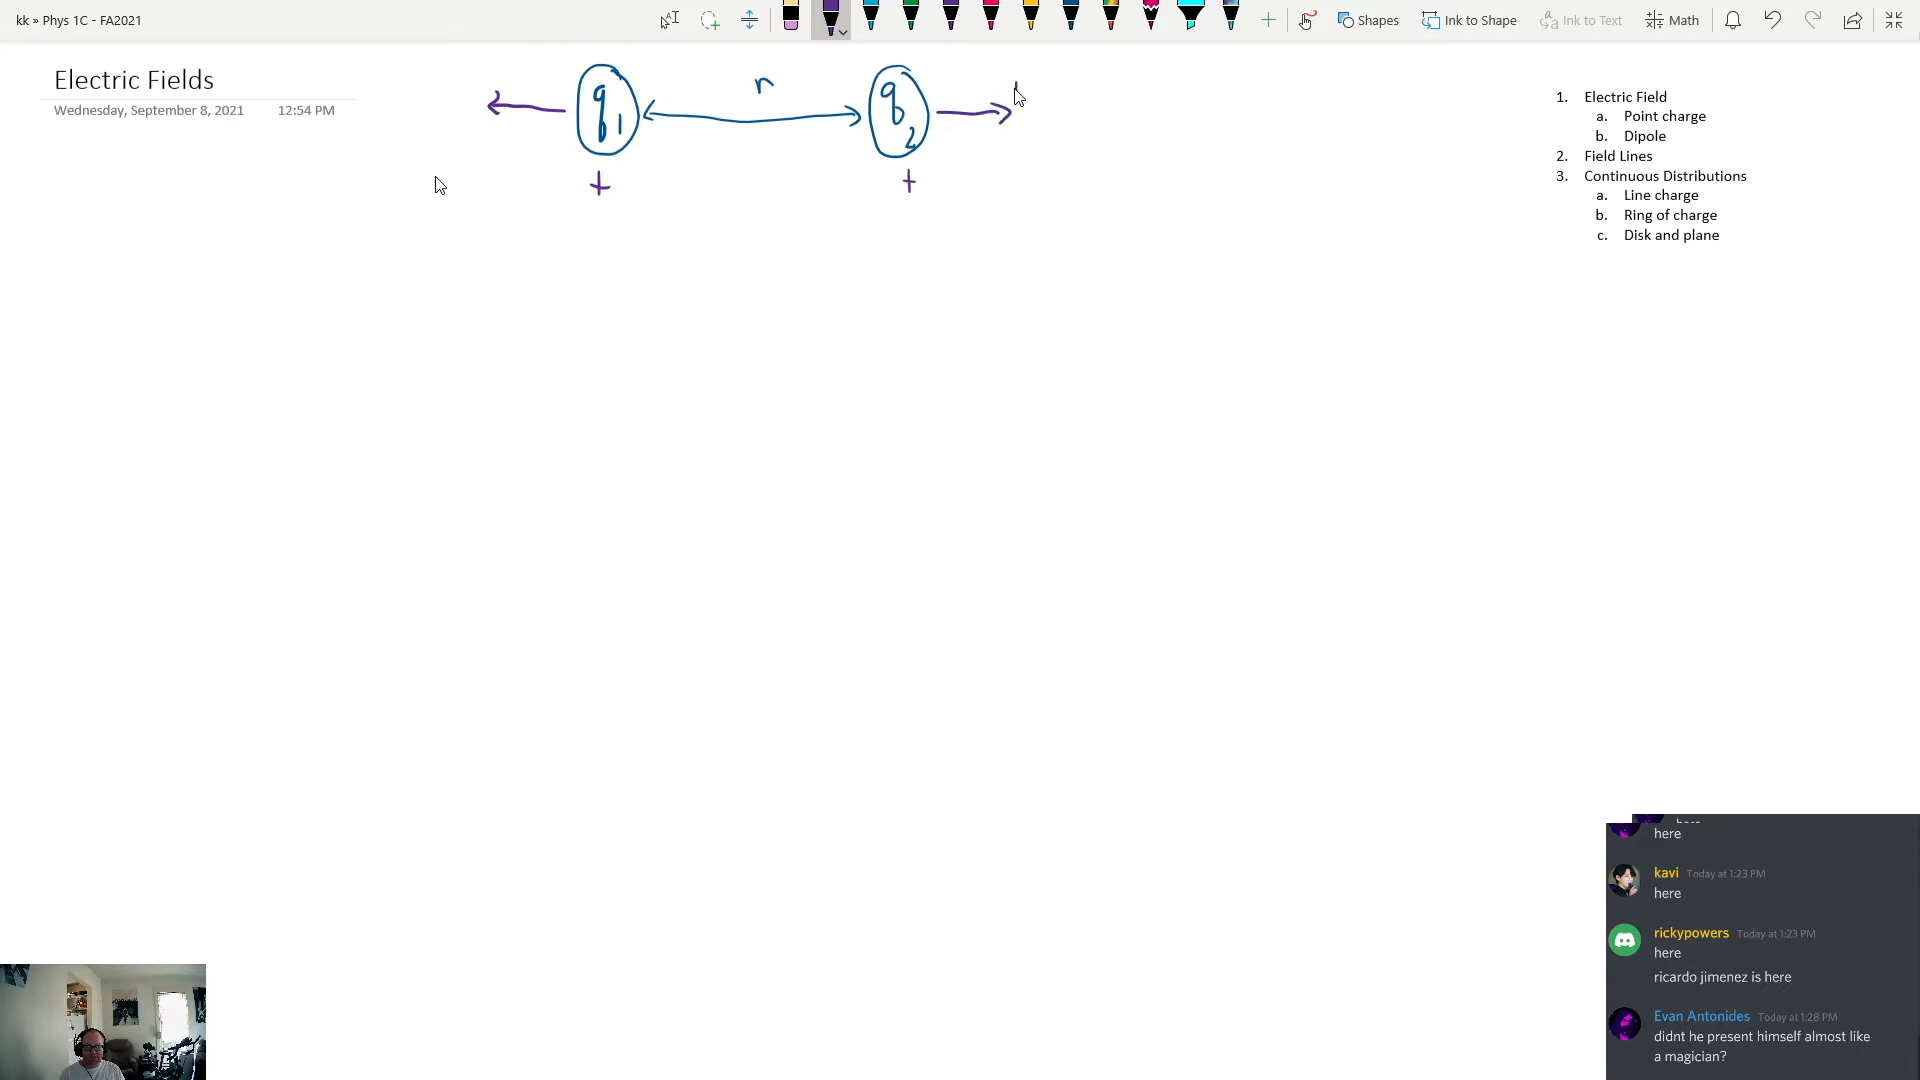 kk » Phys 1C - FA2021
Shapes
Ink to Shape
Ink to Text
Math
Electric Fields
Wednesday, September 8, 2021 12:54 PM
q1
r
q2
+ +
1. Electric Field
a. Point charge
b. Dipole
2. Field Lines
3. Continuous Distributions
a. Line charge
b. Ring of charge
c. Disk and plane
here
kavi Today at 1:23 PM
here
rickypowers Today at 1:23 PM
here
ricardo jimenez is here
Evan Antonides Today at 1:28 PM
didnt he present himself almost like
a magician?